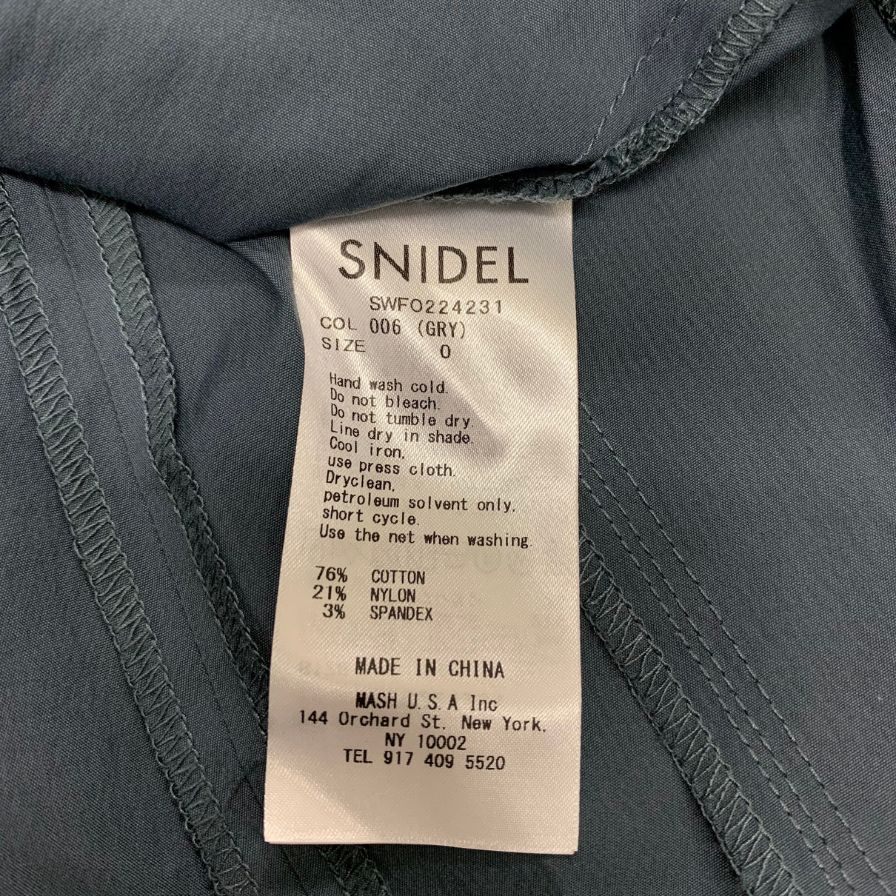 SNIDEL
SWFO224231
COL 006 (GRY)
SIZE 0
Hand wash cold.
Do not bleach.
Do not tumble dry.
Line dry in shade.
Cool iron,
use press cloth.
Dryclean,
petroleum solvent only,
short cycle.
Use the net when washing.
76% COTTON
21% NYLON
3% SPANDEX
MADE IN CHINA
MASH U.S.A Inc
144 Orchard St. New York,
NY 10002
TEL 917 409 5520